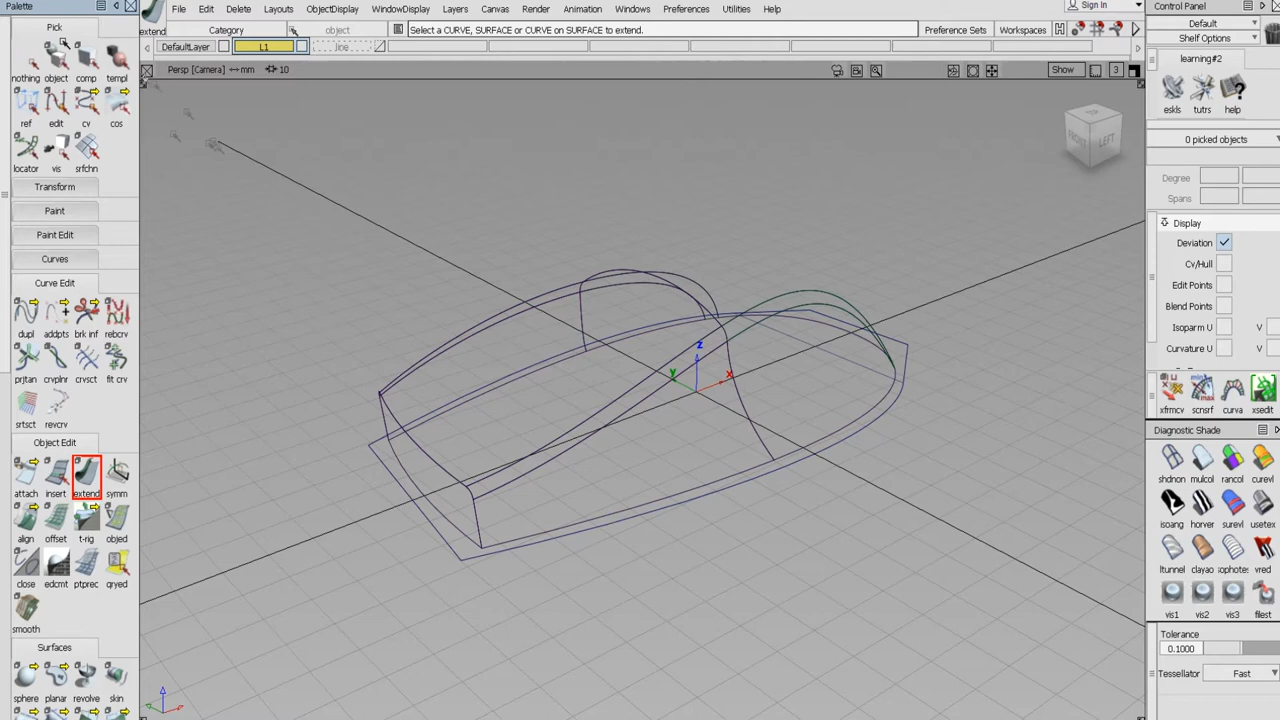 Palette
File Edit Delete Layouts ObjectDisplay WindowDisplay Layers Canvas Render Animation Windows Preferences Utilities Help
Sign In
Control Panel
extend
Category
object
Select a CURVE, SURFACE or CURVE on SURFACE to extend.
Preference Sets
Workspaces
DefaultLayer
L1
line
Persp [Camera]
mm
10
Show
3
Pick
nothing object comp templ
ref edit cv cos
locator vis srfchn
Transform
Paint
Paint Edit
Curves
Curve Edit
dupl addpts brk inf rebcrv
prjtan crvplnr crvsct fit crv
srtsct revcrv
Object Edit
attach insert extend symm
align offset t-rig objed
close edcmt ptprec qryed
smooth
Surfaces
sphere planar revolve skin
FRONT LEFT
z
y
x
Default
Shelf Options
learning#2
eskls tutrs help
0 picked objects
Degree
Spans
Display
Deviation
Cv/Hull
Edit Points
Blend Points
Isoparm U V
Curvature U V
xfrmcv scnsrf curva xsedit
Diagnostic Shade
shdnon mulcol rancol curevl
isoang horver surevl usetex
ltunnel clayao sophotes vred
vis1 vis2 vis3 filest
Tolerance
0.1000
Tessellator
Fast